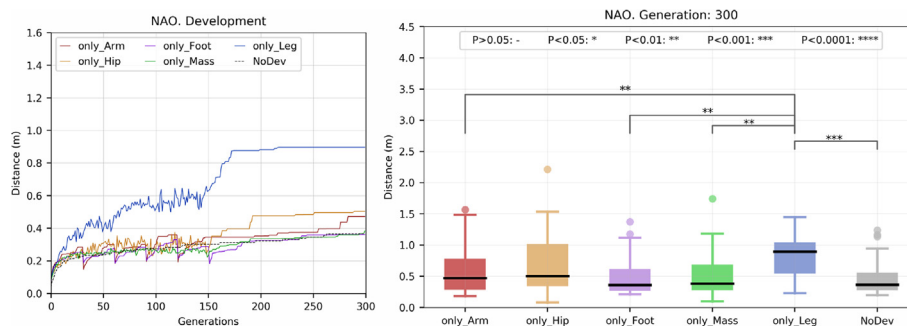 NAO. Development
only_Arm only_Foot only_Leg
only_Hip only_Mass NoDev
1.6
1.4
1.2
1.0
0.8
0.6
0.4
0.2
0.0
Distance (m)
0 50 100 150 200 250 300
Generations
NAO. Generation: 300
P>0.05: - P<0.05: * P<0.01: ** P<0.001: *** P<0.0001: ****
4.5
4.0
3.5
3.0
2.5
2.0
1.5
1.0
0.5
0.0
Distance (m)
**
**
**
***
only_Arm only_Hip only_Foot only_Mass only_Leg NoDev